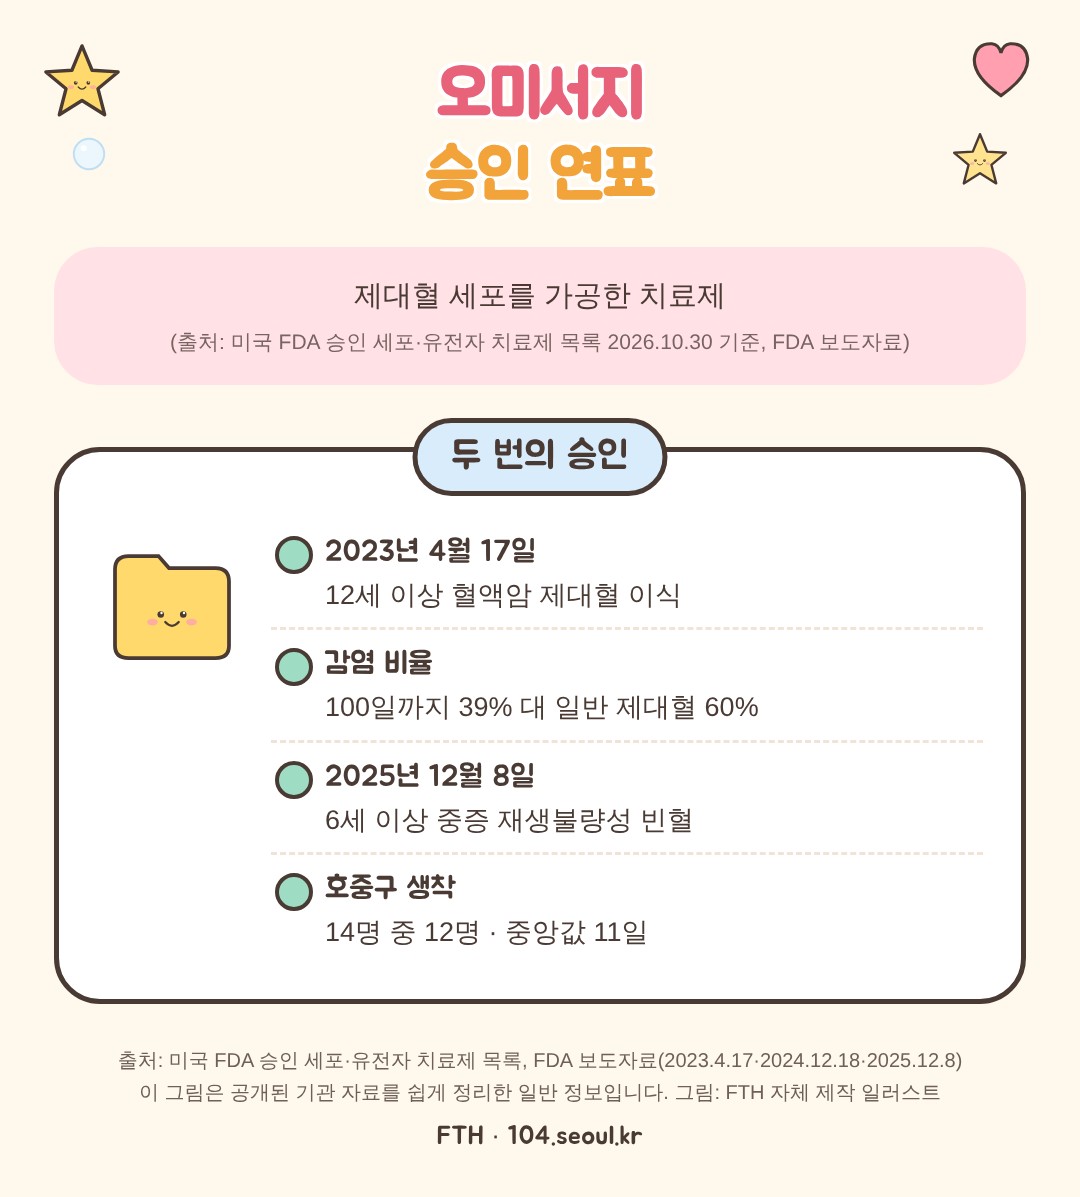 오미서지
승인 연표
제대혈 세포를 가공한 치료제
(출처: 미국 FDA 승인 세포·유전자 치료제 목록 2026.10.30 기준, FDA 보도자료)
두 번의 승인
2023년 4월 17일
12세 이상 혈액암 제대혈 이식
감염 비율
100일까지 39% 대 일반 제대혈 60%
2025년 12월 8일
6세 이상 중증 재생불량성 빈혈
호중구 생착
14명 중 12명 · 중앙값 11일
출처: 미국 FDA 승인 세포·유전자 치료제 목록, FDA 보도자료(2023.4.17·2024.12.18·2025.12.8)
이 그림은 공개된 기관 자료를 쉽게 정리한 일반 정보입니다. 그림: FTH 자체 제작 일러스트
FTH · 104.seoul.kr